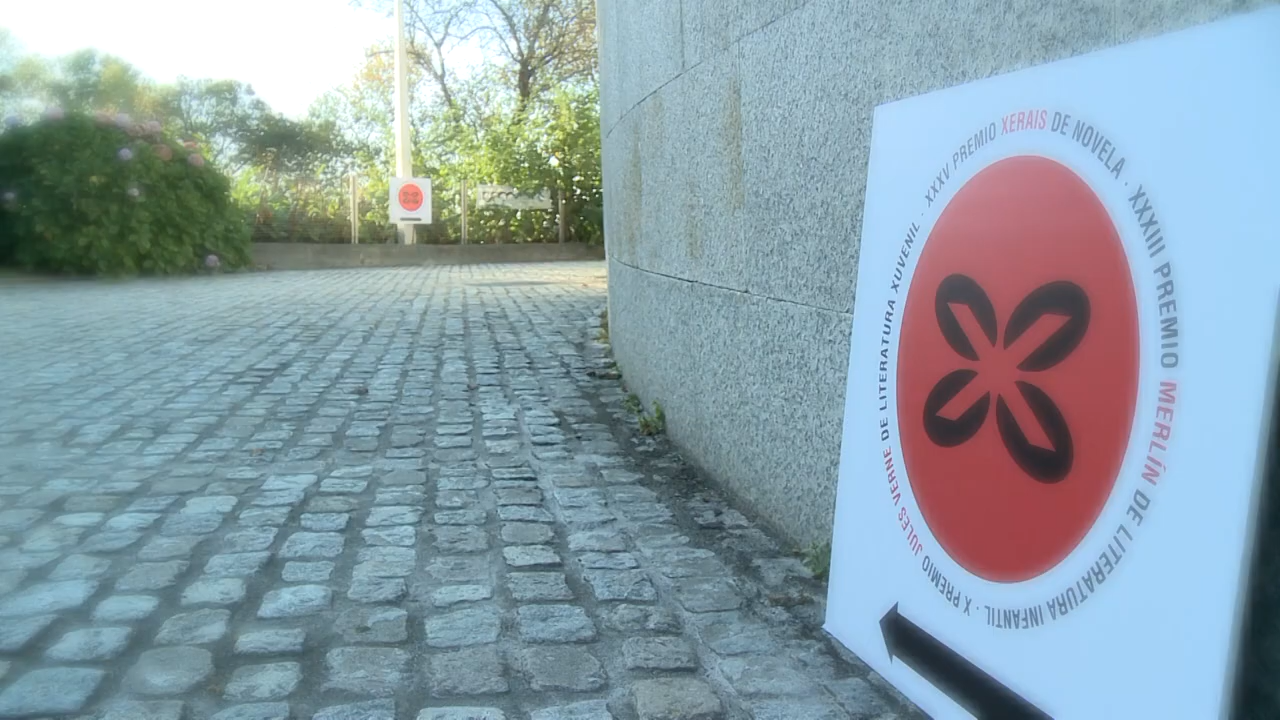 XXXV PREMIO XERAIS DE NOVELA ·
XXXIII PREMIO MERLÍN DE LITERATURA INFANTIL ·
X PREMIO JULES VERNE DE LITERATURA XUVENIL ·